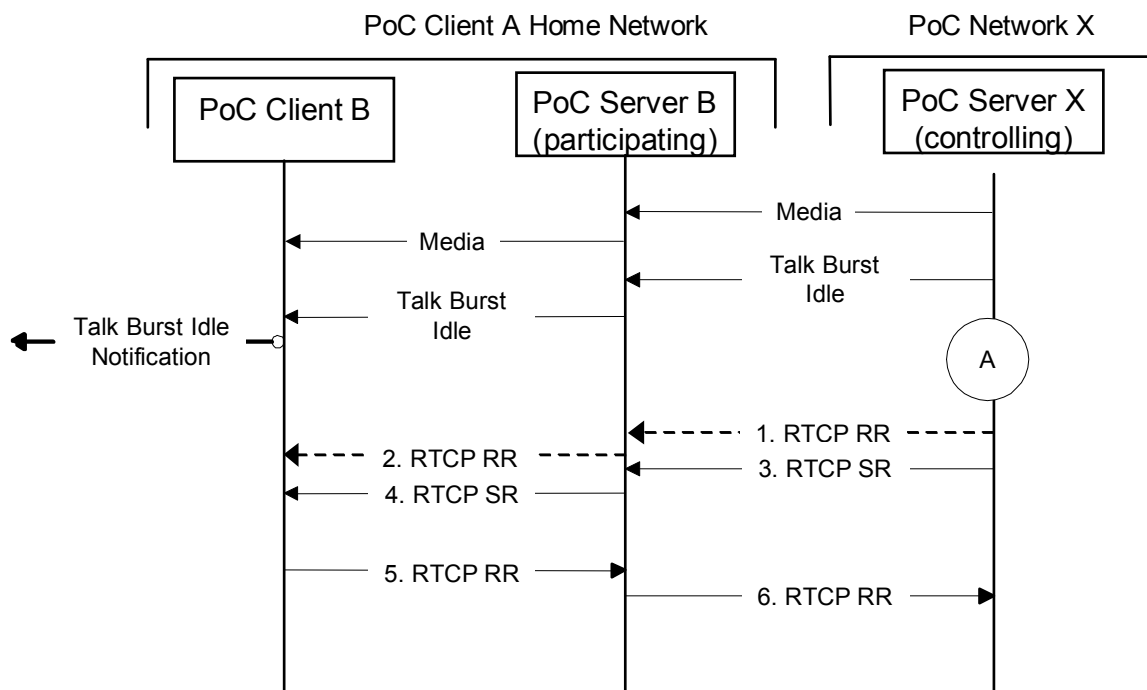 PoC Client A Home Network
PoC Network X
PoC Client B
PoC Server B
(participating)
PoC Server X
(controlling)
Media
Media
Talk Burst
Idle
Talk Burst
Idle
Talk Burst Idle
Notification
A
1. RTCP RR
2. RTCP RR
3. RTCP SR
4. RTCP SR
5. RTCP RR
6. RTCP RR